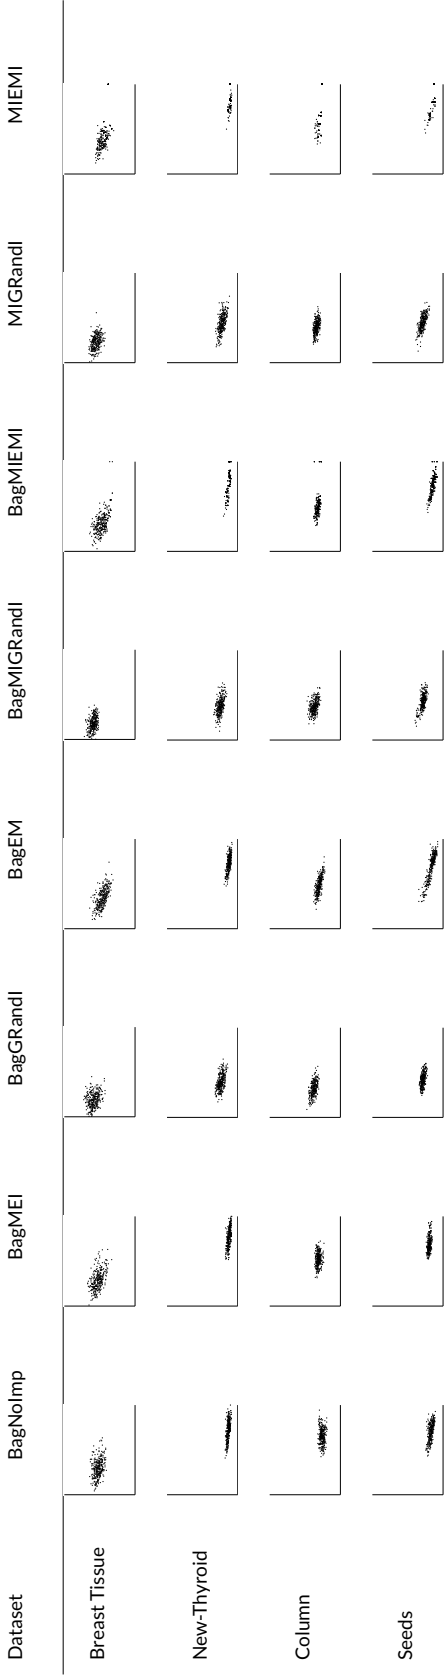 Dataset BagNoImp BagMEI BagGRandI BagEM BagMIGRandI BagMIEMI MIGRandI MIEMI
Breast Tissue
New-Thyroid
Column
Seeds